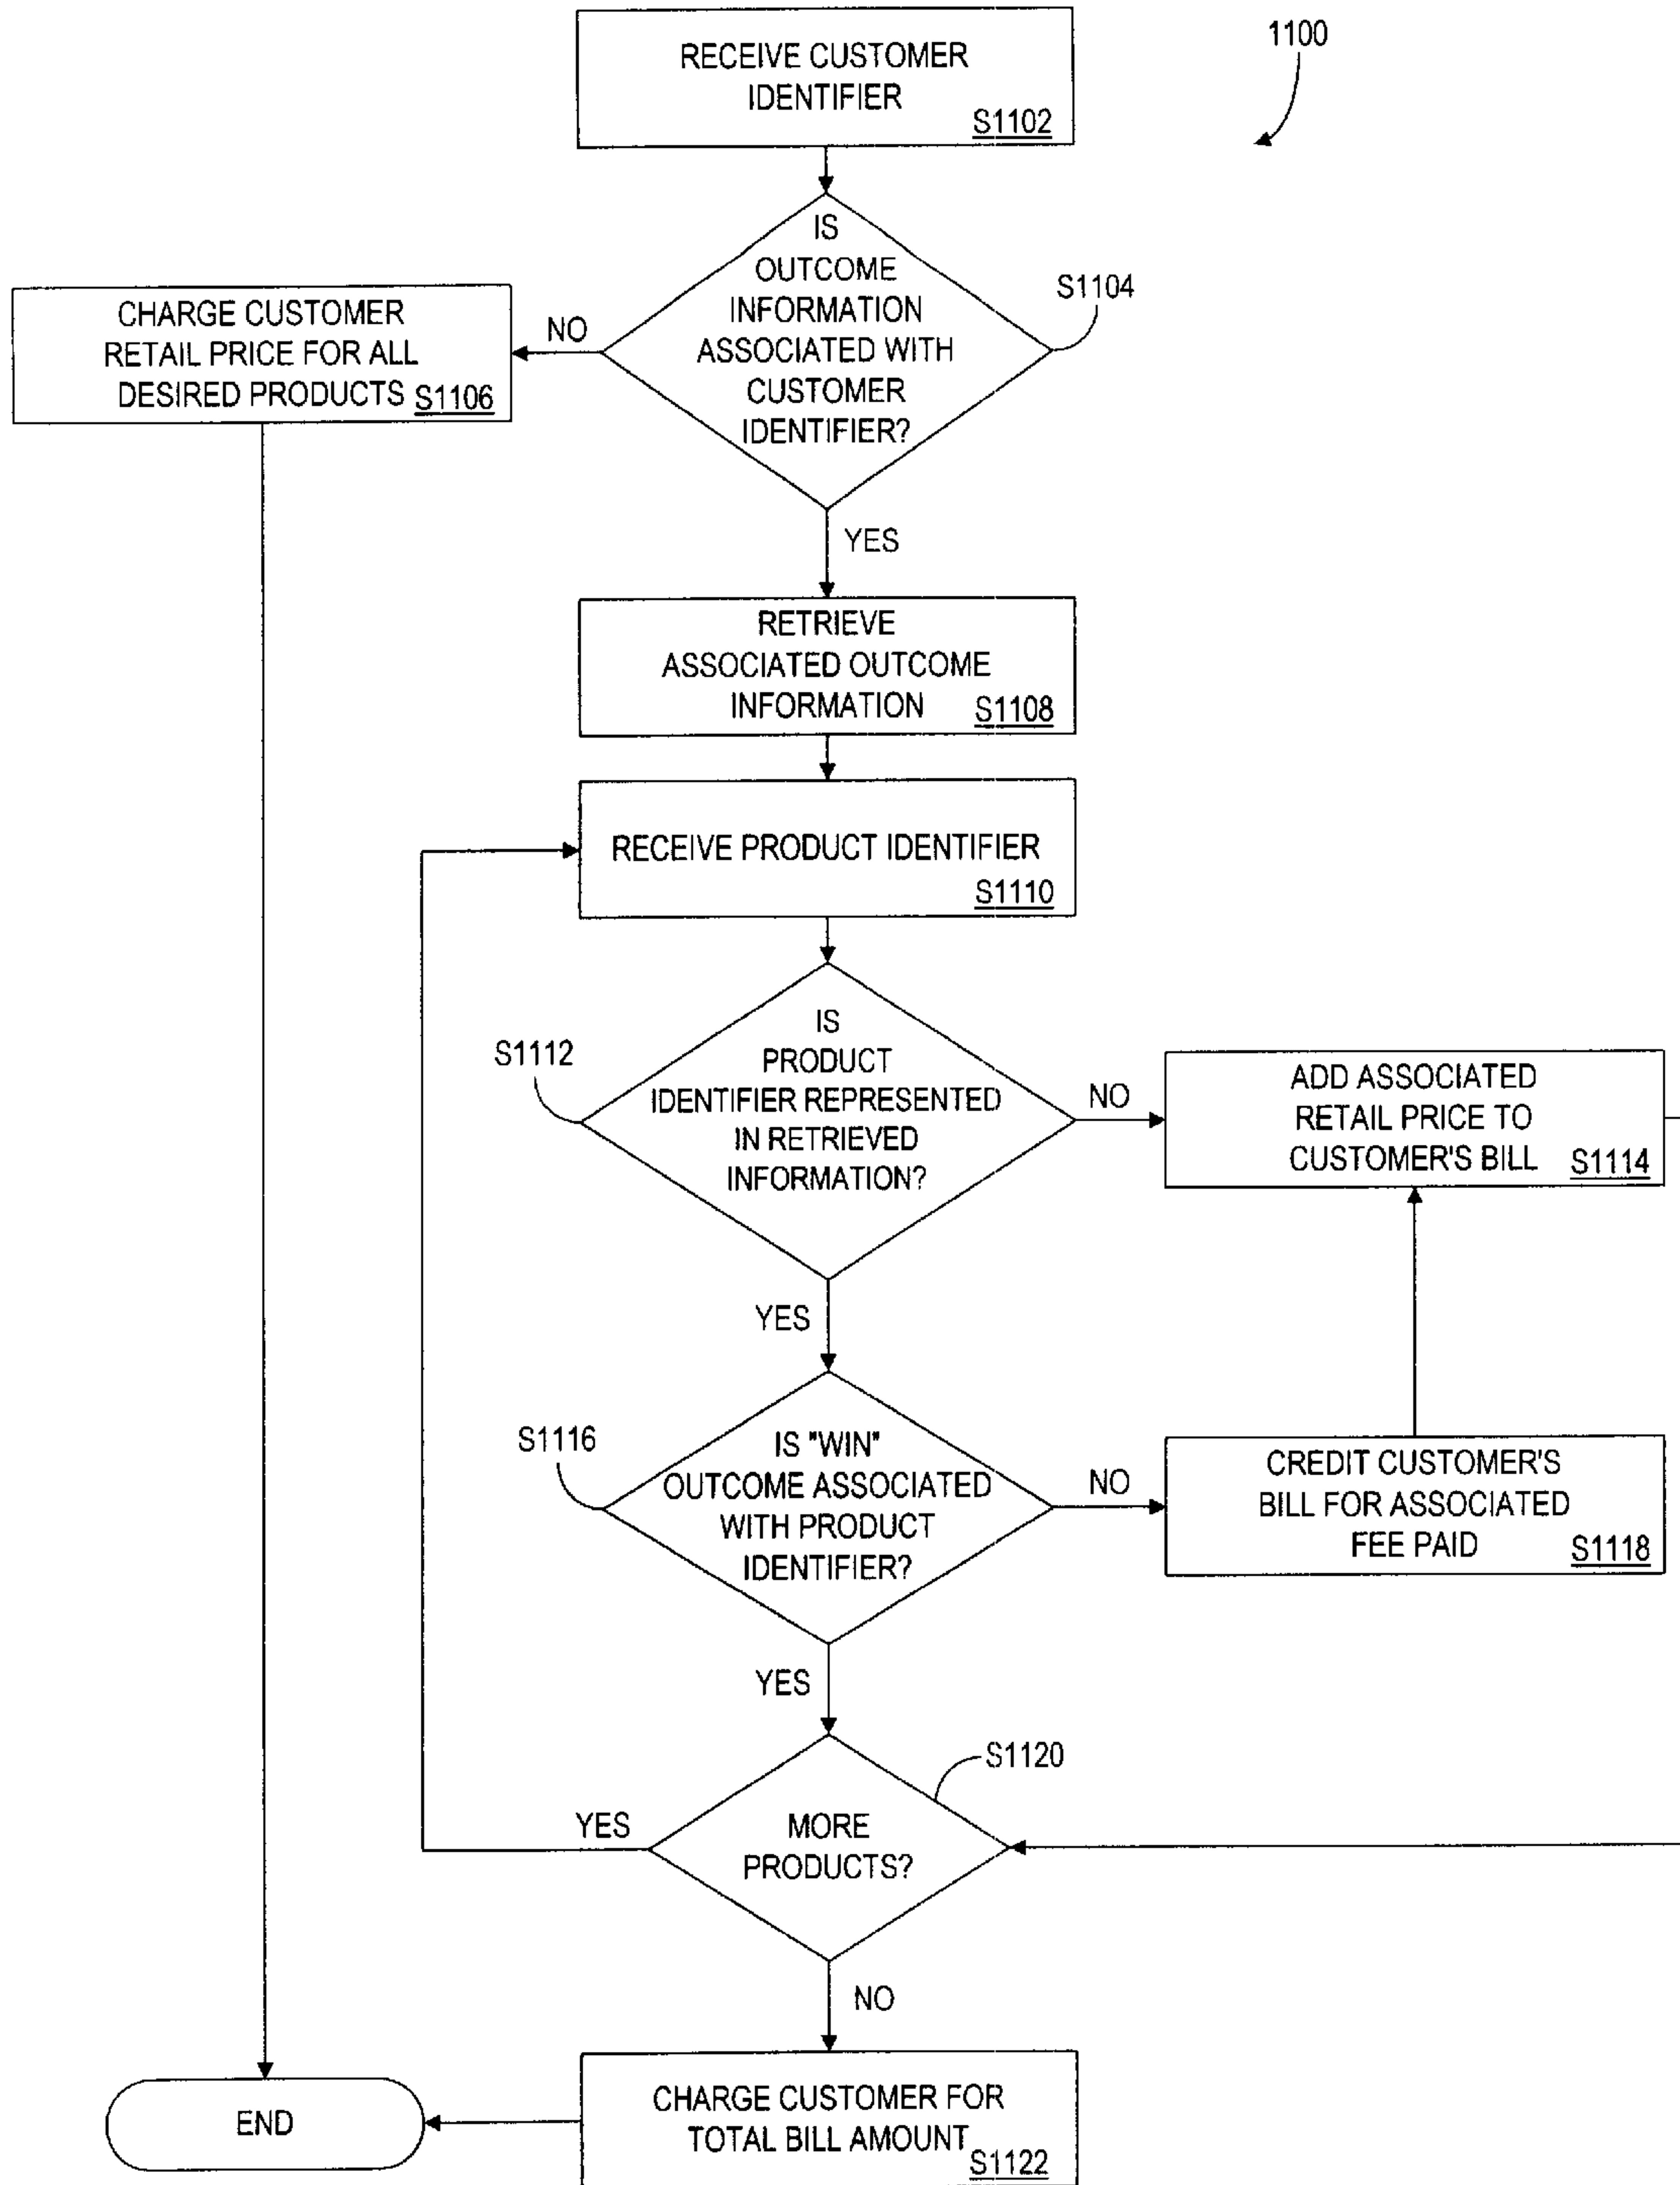 RECEIVE CUSTOMER
IDENTIFIER
S1102
1100
IS
OUTCOME
INFORMATION
ASSOCIATED WITH
CUSTOMER
IDENTIFIER?
S1104
NO
CHARGE CUSTOMER
RETAIL PRICE FOR ALL
DESIRED PRODUCTS S1106
YES
RETRIEVE
ASSOCIATED OUTCOME
INFORMATION S1108
RECEIVE PRODUCT IDENTIFIER
S1110
S1112
IS
PRODUCT
IDENTIFIER REPRESENTED
IN RETRIEVED
INFORMATION?
NO
ADD ASSOCIATED
RETAIL PRICE TO
CUSTOMER'S BILL S1114
YES
S1116
IS "WIN"
OUTCOME ASSOCIATED
WITH PRODUCT
IDENTIFIER?
NO
CREDIT CUSTOMER'S
BILL FOR ASSOCIATED
FEE PAID S1118
YES
S1120
MORE
PRODUCTS?
YES
NO
CHARGE CUSTOMER FOR
TOTAL BILL AMOUNT
S1122
END